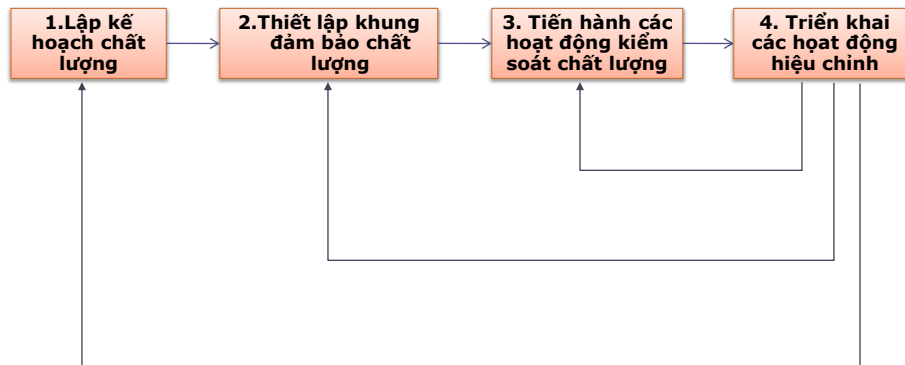 1.Lập kế
hoạch chất
lượng
2.Thiết lập khung
đảm bảo chất
lượng
3. Tiến hành các
hoạt động kiểm
soát chất lượng
4. Triển khai
các họat động
hiệu chỉnh